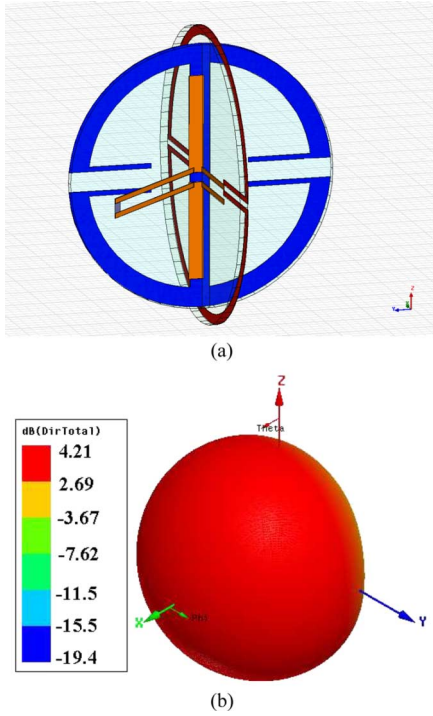 Z
Y
(a)
dB(DirTotal)
4.21
2.69
-3.67
-7.62
-11.5
-15.5
-19.4
Z
Theta
X
Phi
Y
(b)